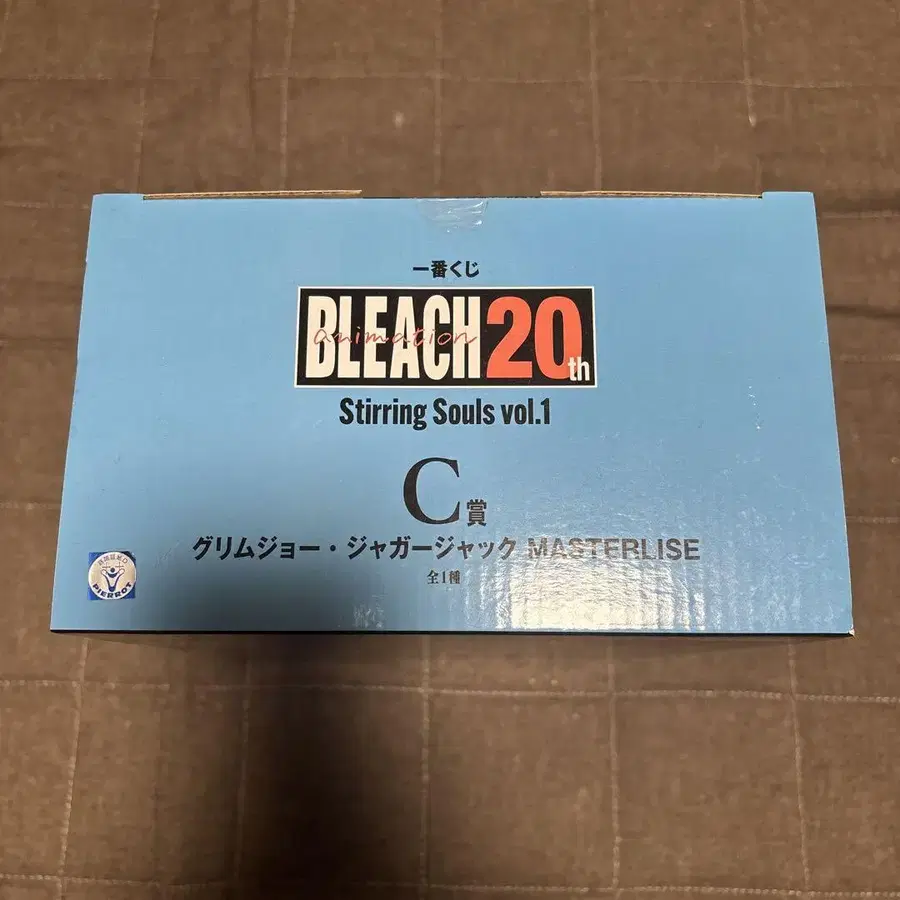 一番くじ
BLEACH 20th
animation
Stirring Souls vol.1
C賞
グリムジョー・ジャガージャック MASTERLISE
全1種
PIERROT